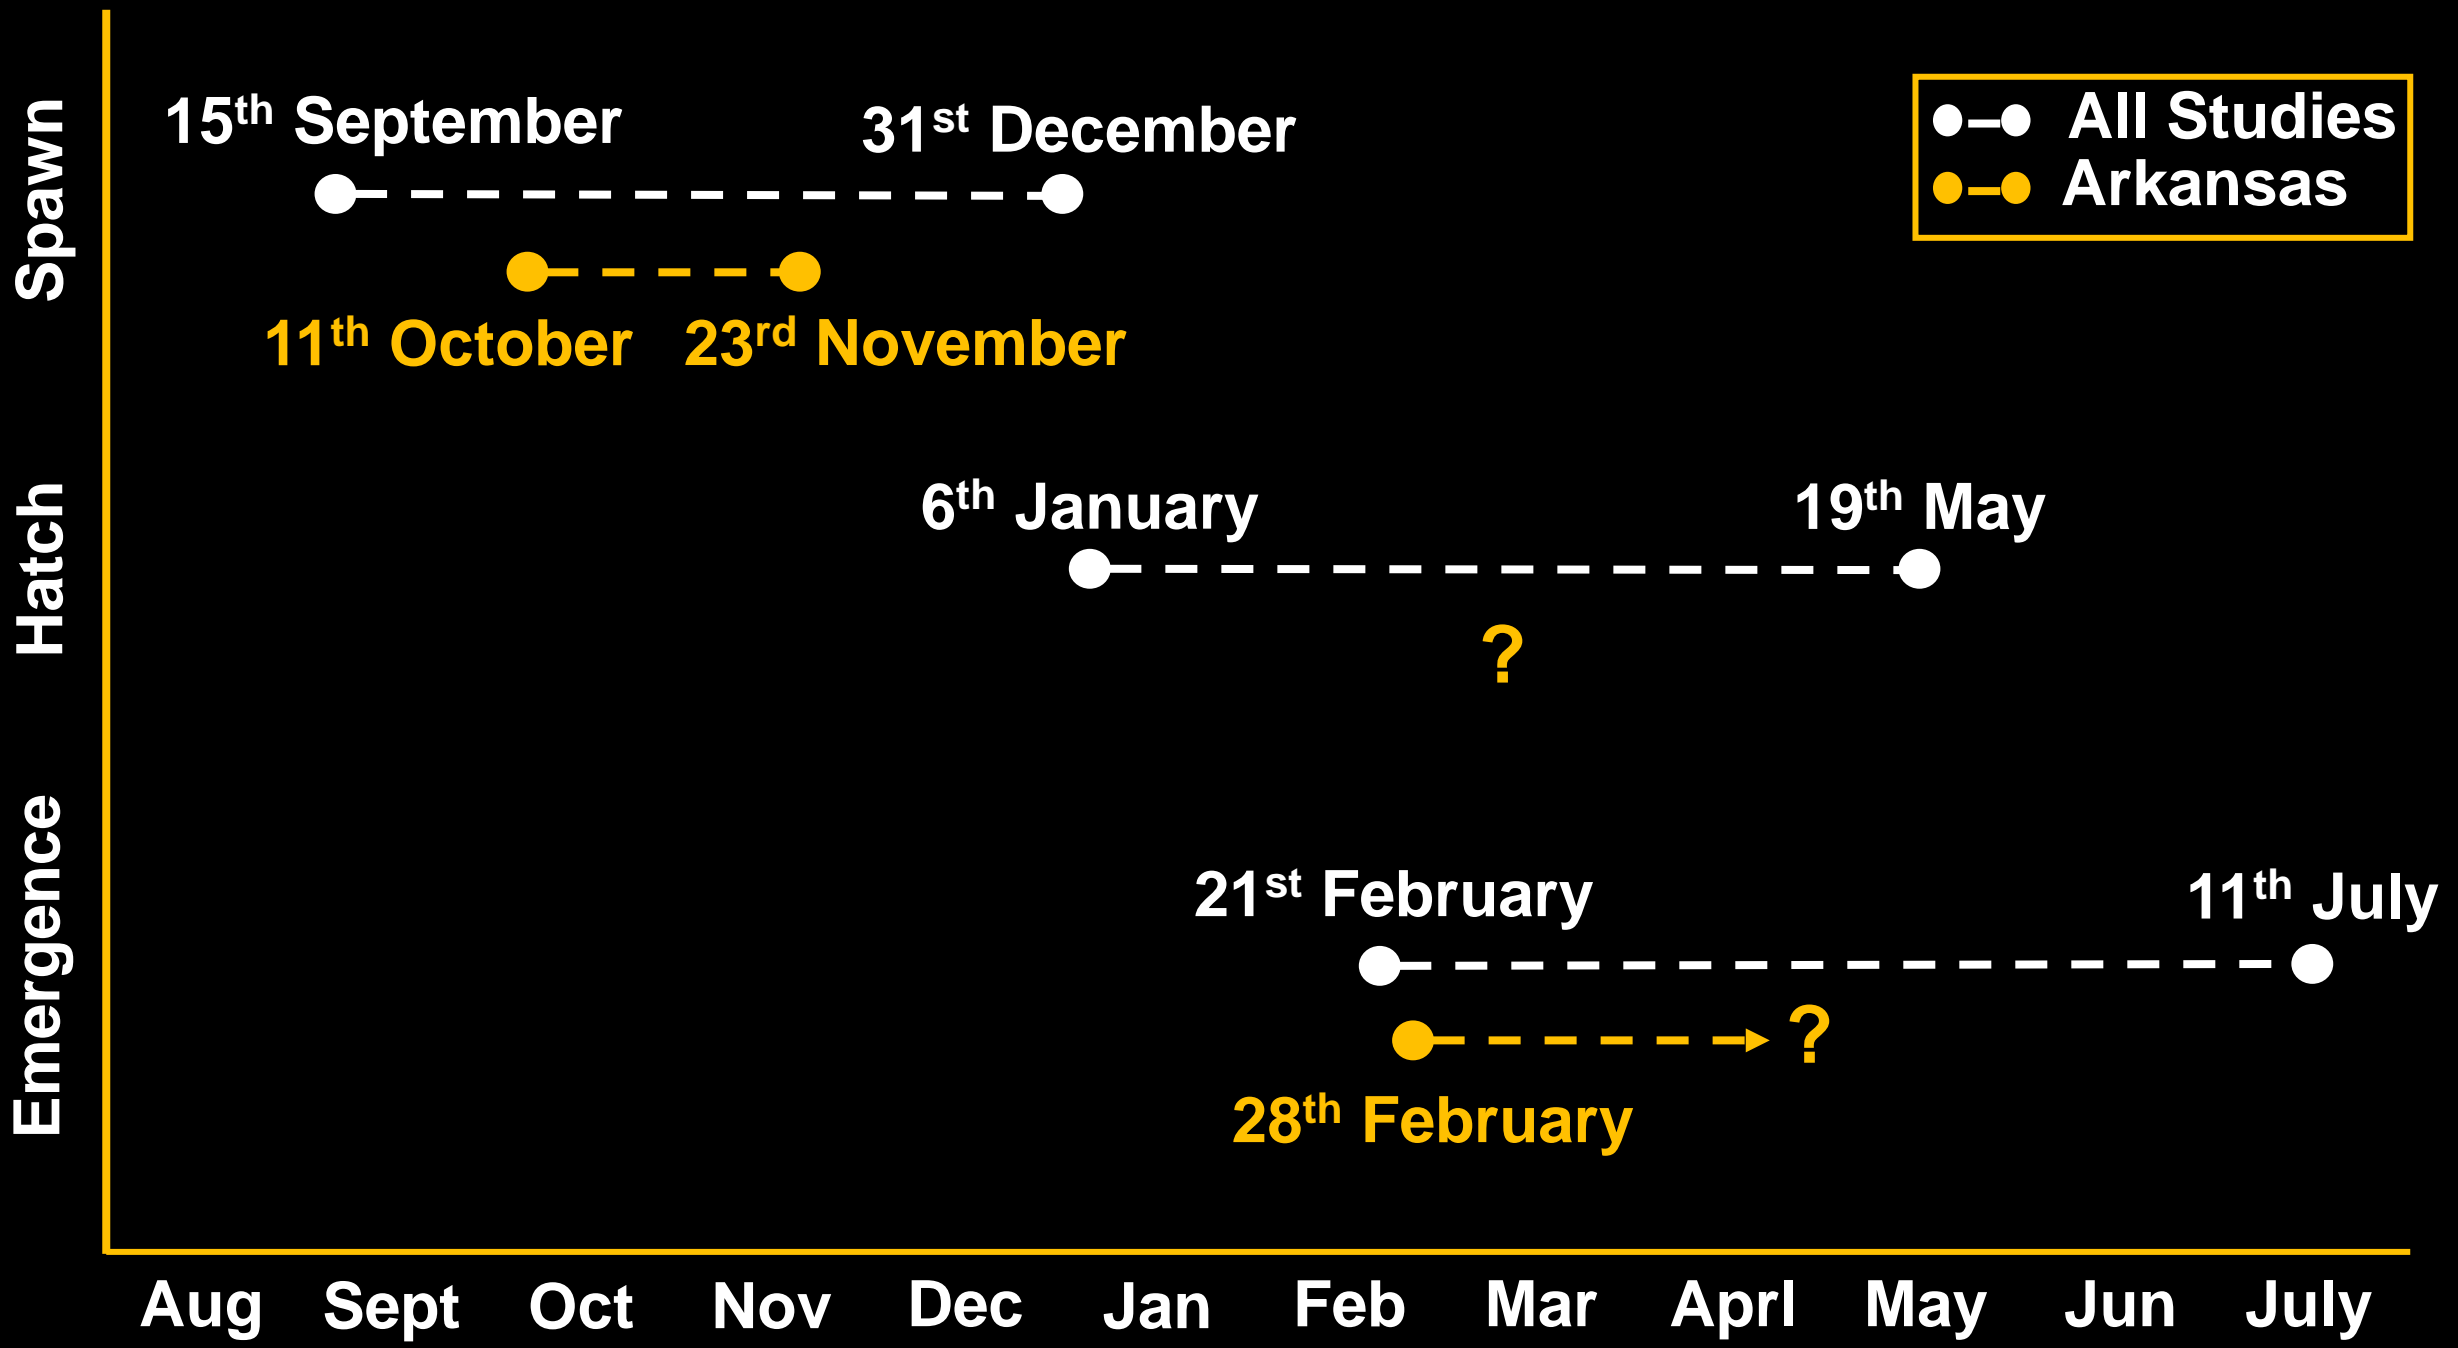 Spawn
15th September
31st December
All Studies
Arkansas
11th October
23rd November
Hatch
6th January
19th May
?
Emergence
21st February
11th July
?
28th February
Aug Sept Oct Nov Dec Jan Feb Mar Aprl May Jun July